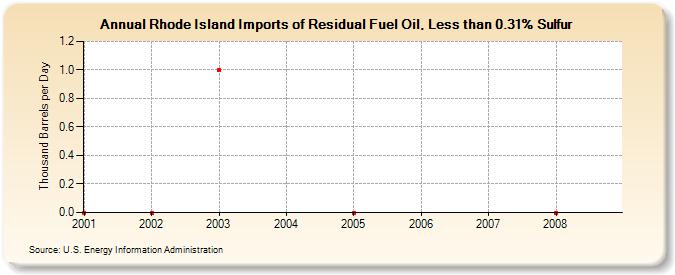 Annual Rhode Island Imports of Residual Fuel Oil, Less than 0.31% Sulfur
Thousand Barrels per Day
1.2
1.0
0.8
0.6
0.4
0.2
0.0
2001 2002 2003 2004 2005 2006 2007 2008
Source: U.S. Energy Information Administration